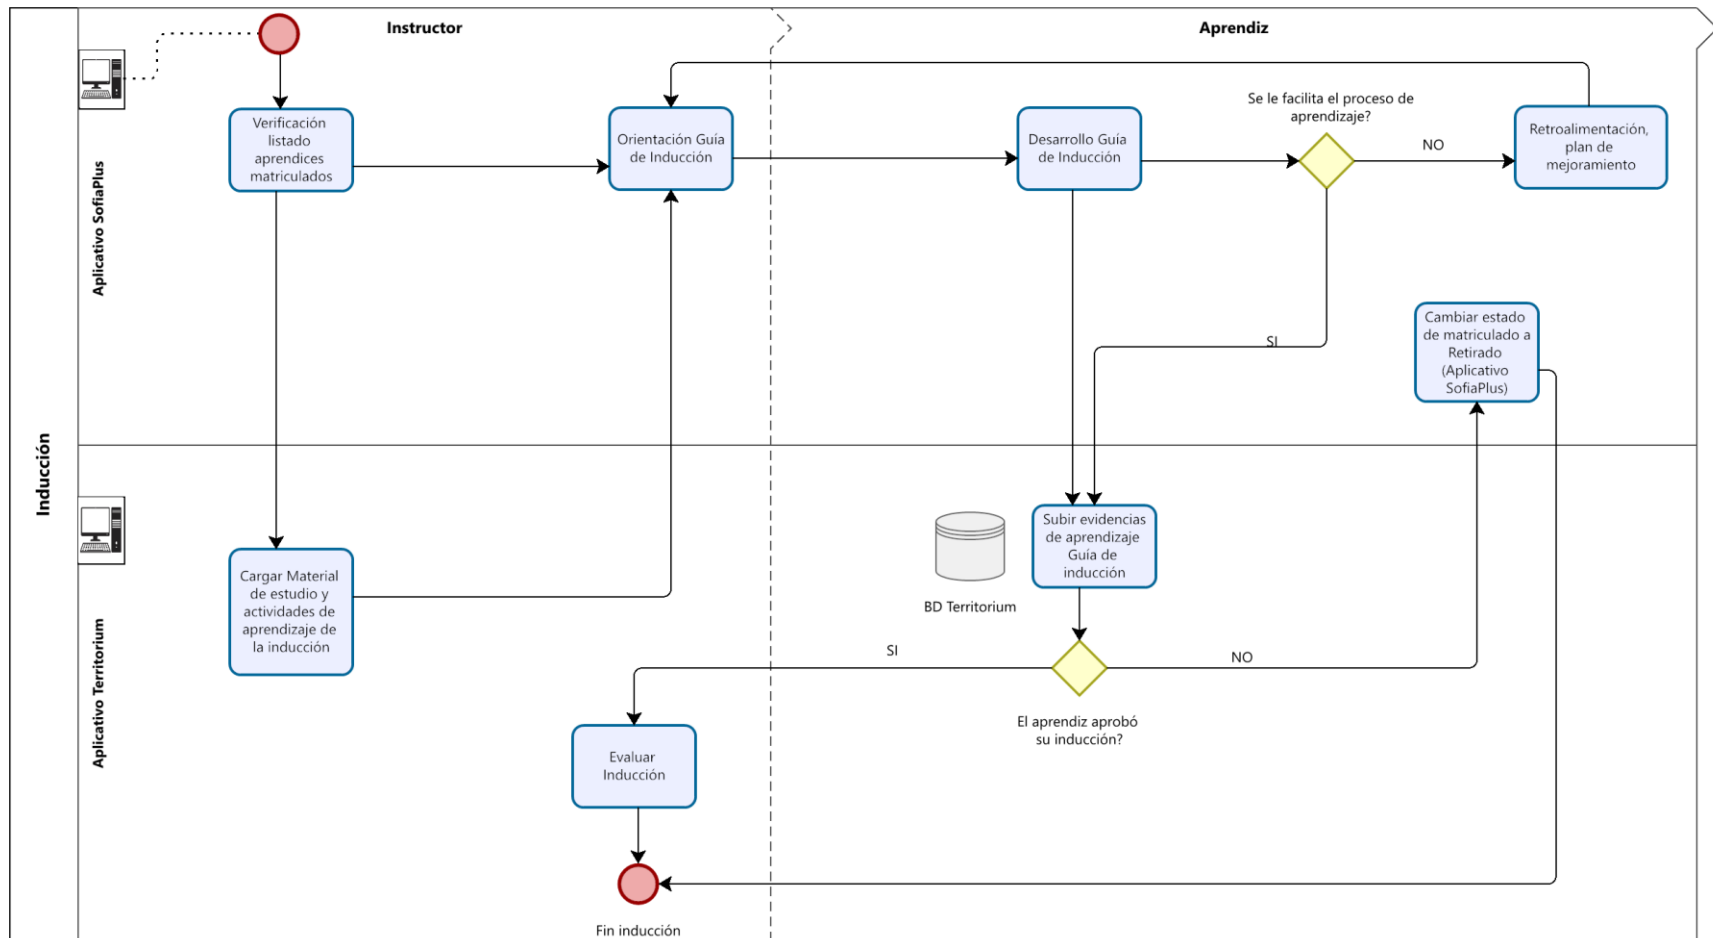 Instructor
Aprendiz
Inducción
Aplicativo SofiaPlus
Verificación
listado
aprendices
matriculados
Orientación Guía
de Inducción
Desarrollo Guía
de Inducción
Se le facilita el proceso de
aprendizaje?
NO
Retroalimentación,
plan de
mejoramiento
SI
Cambiar estado
de matriculado a
Retirado
(Aplicativo
SofiaPlus)
Aplicativo Territorium
Cargar Material
de estudio y
actividades de
aprendizaje de
la inducción
BD Territorium
Subir evidencias
de aprendizaje
Guía de
inducción
SI
NO
El aprendiz aprobó
su inducción?
Evaluar
Inducción
Fin inducción